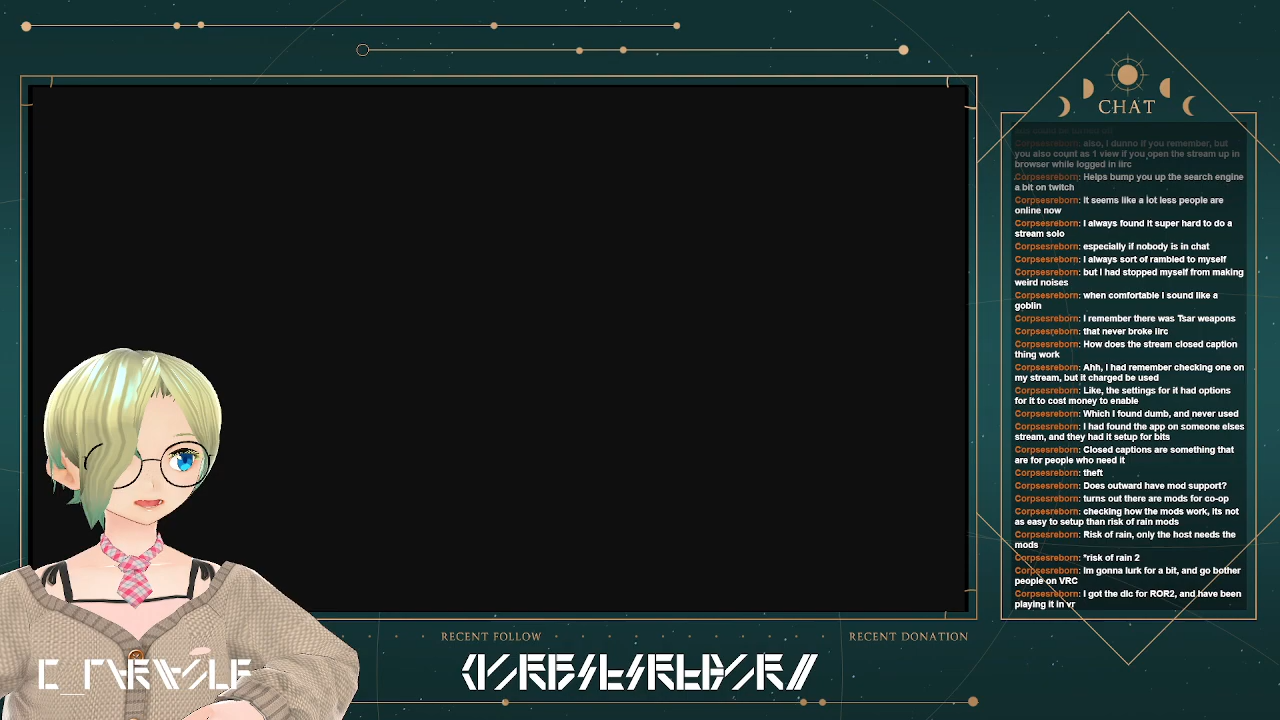 CHAT
Corpsesreborn: also, i dunno if you remember, but
you also count as 1 view if you open the stream up in
browser while logged in iirc
Corpsesreborn: Helps bump you up the search engine
a bit on twitch
Corpsesreborn: It seems like a lot less people are
online now
Corpsesreborn: I always found it super hard to do a
stream solo
Corpsesreborn: especially if nobody is in chat
Corpsesreborn: I always sort of rambled to myself
Corpsesreborn: but I had stopped myself from making
weird noises
Corpsesreborn: when comfortable I sound like a
goblin
Corpsesreborn: I remember there was Tsar weapons
Corpsesreborn: that never broke iirc
Corpsesreborn: How does the stream closed caption
thing work
Corpsesreborn: Ahh, I had remember checking one on
my stream, but it charged be used
Corpsesreborn: Like, the settings for it had options
for it to cost money to enable
Corpsesreborn: Which I found dumb, and never used
Corpsesreborn: I had found the app on someone elses
stream, and they had it setup for bits
Corpsesreborn: Closed captions are something that
are for people who need it
Corpsesreborn: theft
Corpsesreborn: Does outward have mod support?
Corpsesreborn: turns out there are mods for co-op
Corpsesreborn: checking how the mods work, its not
as easy to setup than risk of rain mods
Corpsesreborn: Risk of rain, only the host needs the
mods
Corpsesreborn: *risk of rain 2
Corpsesreborn: Im gonna lurk for a bit, and go bother
people on VRC
Corpsesreborn: I got the dlc for ROR2, and have been
playing it in vr
RECENT FOLLOW
RECENT DONATION